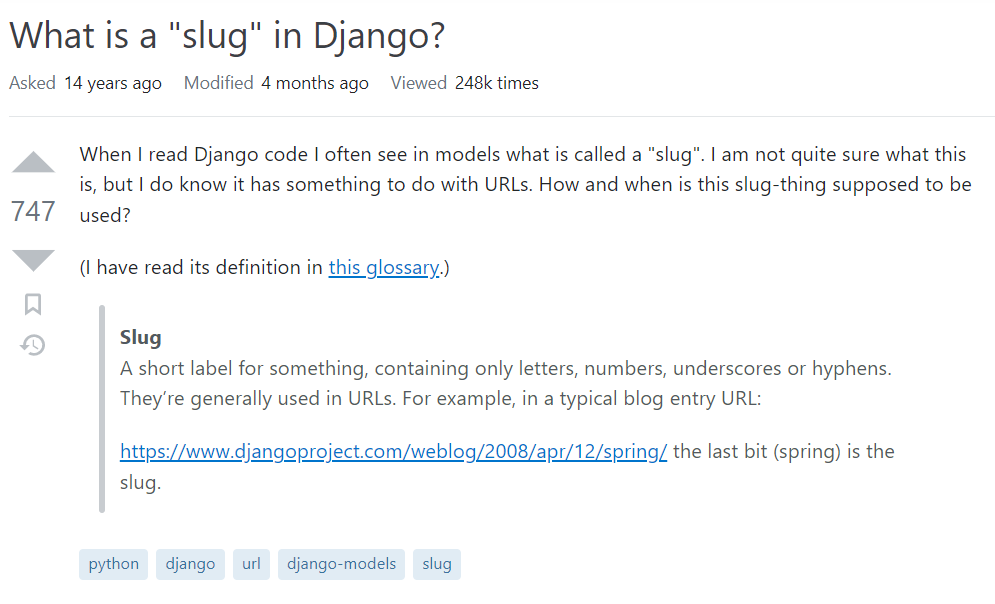 What is a "slug" in Django?
Asked 14 years ago Modified 4 months ago Viewed 248k times
When I read Django code I often see in models what is called a "slug". I am not quite sure what this
is, but I do know it has something to do with URLs. How and when is this slug-thing supposed to be
used?
747
(I have read its definition in this glossary.)
Slug
A short label for something, containing only letters, numbers, underscores or hyphens.
They’re generally used in URLs. For example, in a typical blog entry URL:
https://www.djangoproject.com/weblog/2008/apr/12/spring/ the last bit (spring) is the
slug.
python django url django-models slug